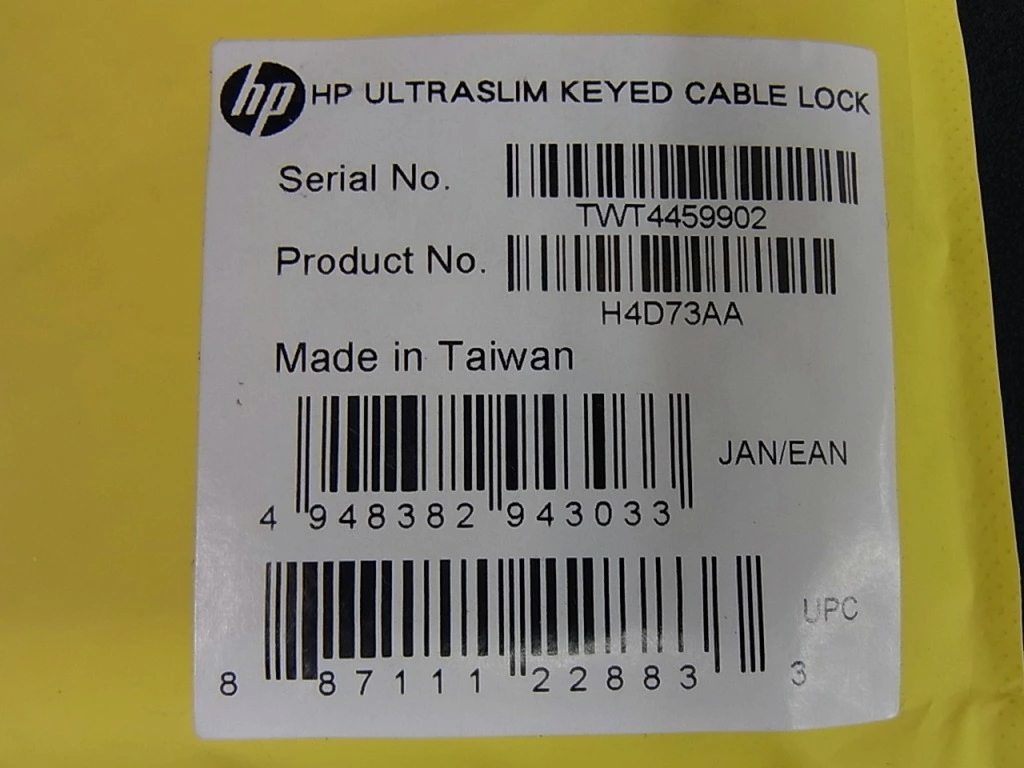 hp HP ULTRASLIM KEYED CABLE LOCK
Serial No.
TWT4459902
Product No.
H4D73AA
Made in Taiwan
JAN/EAN
4 948382 943033
UPC
8 87111 22883 3